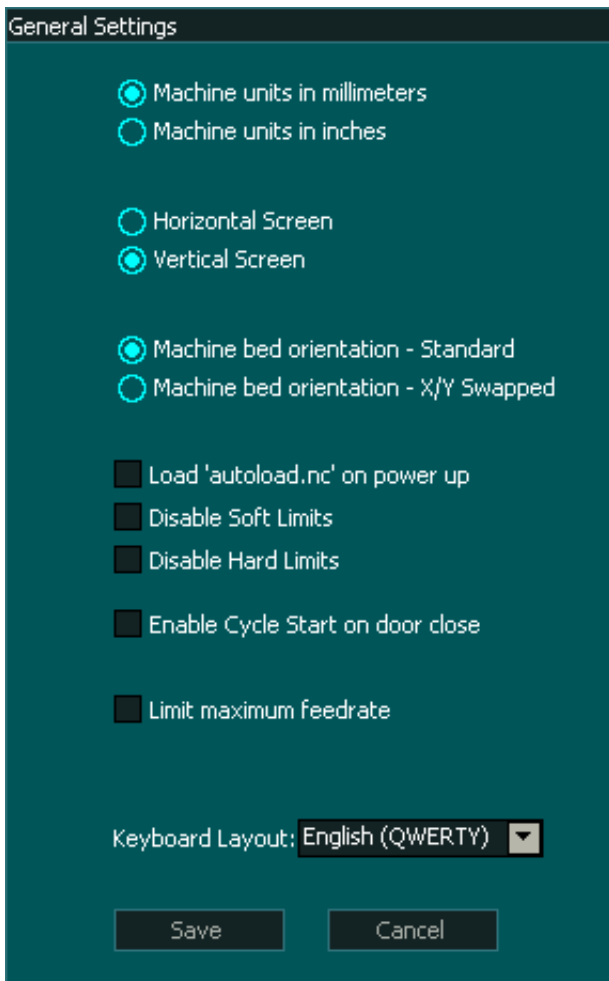 General Settings
Machine units in millimeters
Machine units in inches
Horizontal Screen
Vertical Screen
Machine bed orientation - Standard
Machine bed orientation - X/Y Swapped
Load 'autoload.nc' on power up
Disable Soft Limits
Disable Hard Limits
Enable Cycle Start on door close
Limit maximum feedrate
Keyboard Layout: English (QWERTY)
Save Cancel